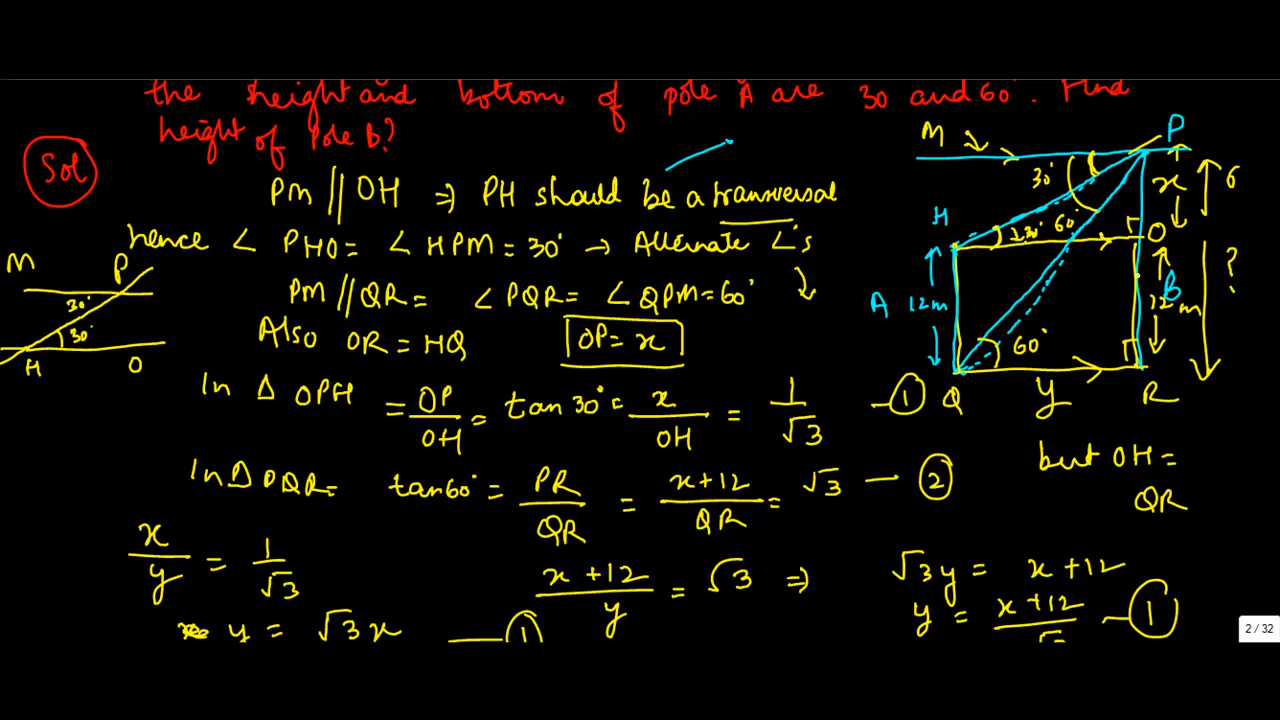 the height and bottom of pole A are 30 and 60°. Find
height of Pole B?
Sol
PM // OH ⇒ PH should be a transversal
hence ∠ PHO = ∠ HPM = 30° → Alternate ∠'s
PM // QR = ∠ PQR = ∠ QPM = 60°
Also OR = HQ OP = x
In Δ OPH = OP/OH = tan 30° = x/OH = 1/√3 — ①
In Δ PQR = tan 60° = PR/QR = x+12/QR = √3 — ②
x/y = 1/√3
y = √3x — ①
x+12/y = √3 ⇒ √3y = x+12
y = x+12/√ — ①
M P
30°
30°
H O
M P
30° x 6
H 30° 60° O
A 12m B 12m ?
60°
Q y R
but OH =
QR
2 / 32